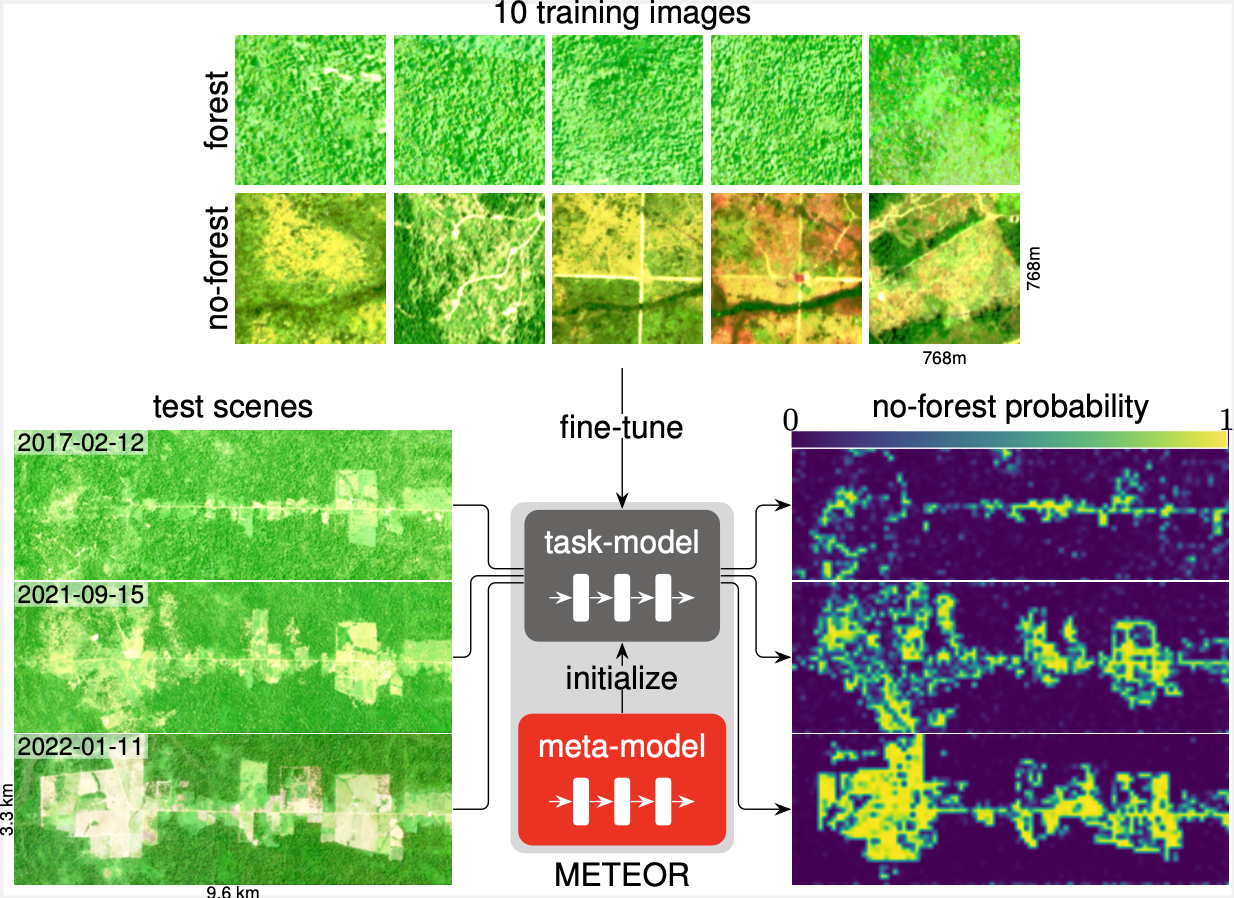 10 training images
forest
no-forest
768m
768m
test scenes
fine-tune
no-forest probability
0
1
2017-02-12
task-model
2021-09-15
initialize
2022-01-11
meta-model
3.3 km
9.6 km
METEOR